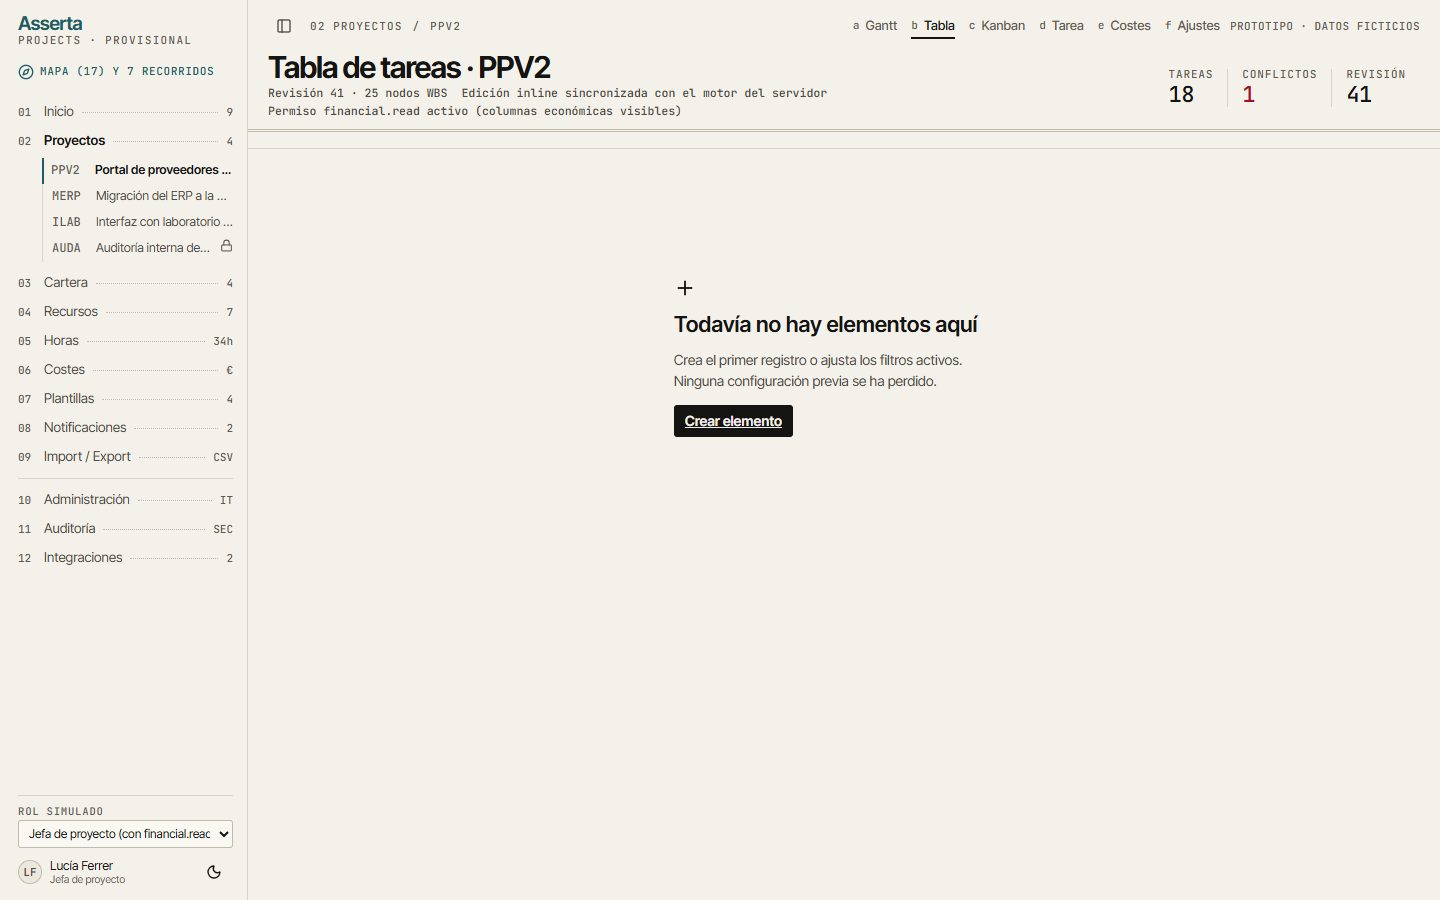 Asserta
PROJECTS · PROVISIONAL
MAPA (17) Y 7 RECORRIDOS
01 Inicio 9
02 Proyectos 4
PPV2 Portal de proveedores ...
MERP Migración del ERP a la ...
ILAB Interfaz con laboratorio ...
AUDA Auditoría interna de...
03 Cartera 4
04 Recursos 7
05 Horas 34h
06 Costes €
07 Plantillas 4
08 Notificaciones 2
09 Import / Export CSV
10 Administración IT
11 Auditoría SEC
12 Integraciones 2
ROL SIMULADO
Jefa de proyecto (con financial.read
LF Lucía Ferrer
Jefa de proyecto
02 PROYECTOS / PPV2
a Gantt b Tabla c Kanban d Tarea e Costes f Ajustes PROTOTIPO · DATOS FICTICIOS
Tabla de tareas · PPV2
Revisión 41 · 25 nodos WBS Edición inline sincronizada con el motor del servidor
Permiso financial.read activo (columnas económicas visibles)
TAREAS CONFLICTOS REVISIÓN
18 1 41
Todavía no hay elementos aquí
Crea el primer registro o ajusta los filtros activos.
Ninguna configuración previa se ha perdido.
Crear elemento